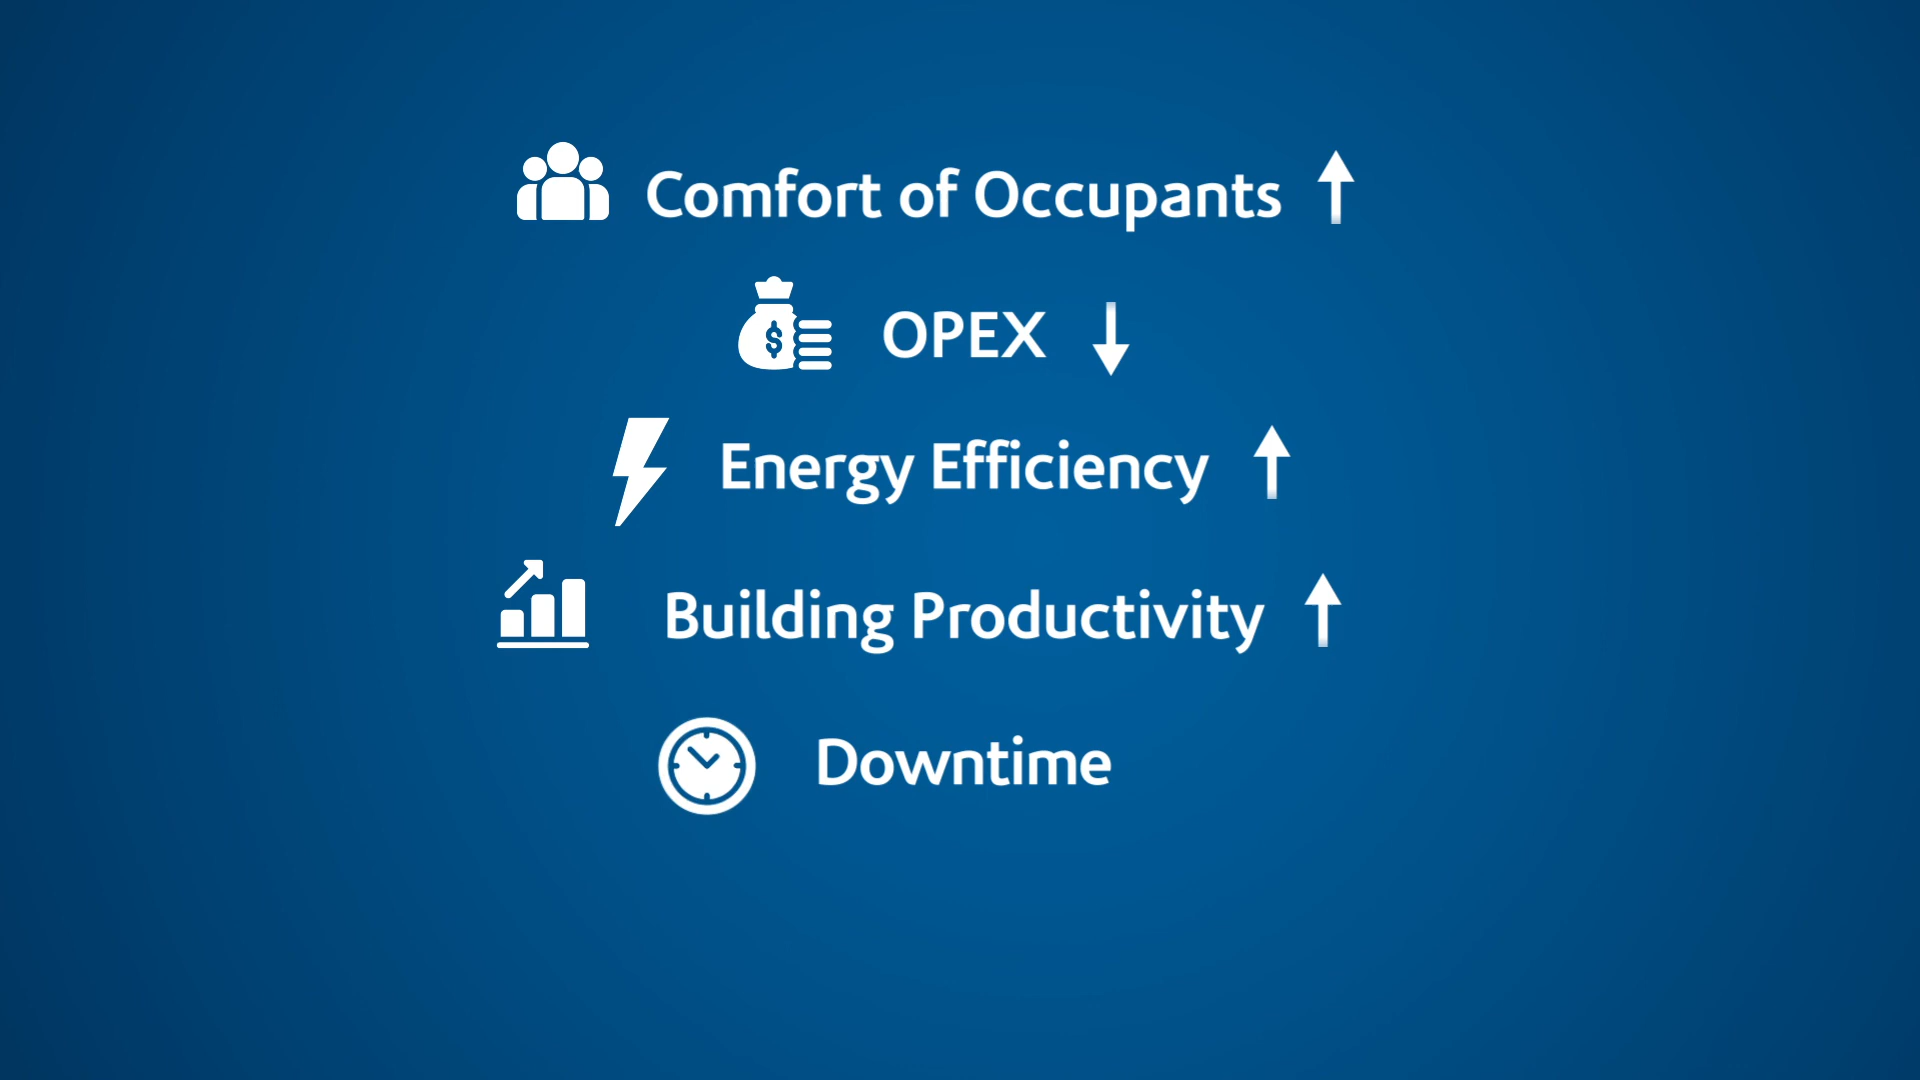 Comfort of Occupants
$ OPEX
Energy Efficiency
Building Productivity
Downtime